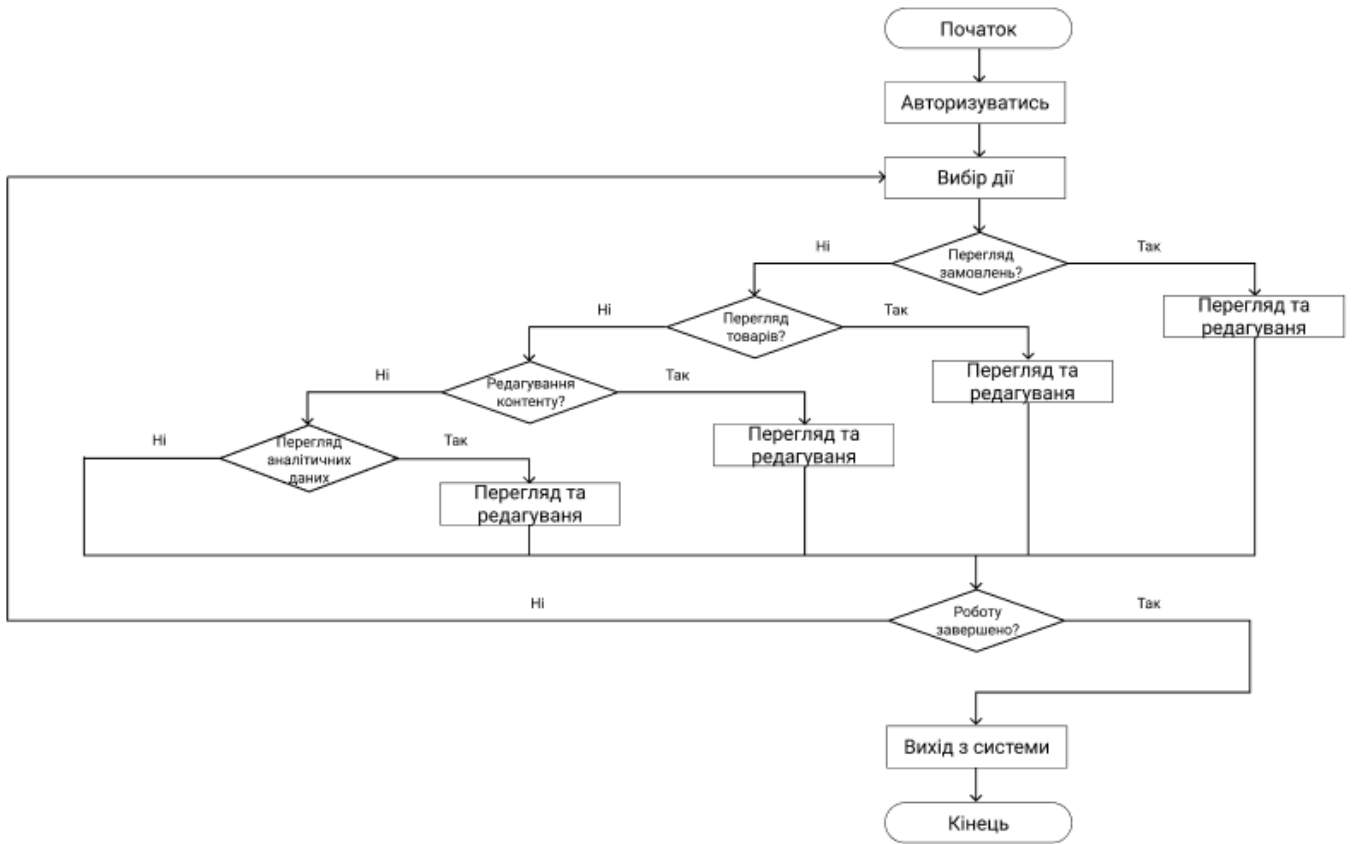 Початок
Авторизуватись
Вибір дії
Ні
Так
Перегляд
замовлень?
Перегляд та
редагуваня
Ні
Так
Перегляд
товарів?
Перегляд та
редагуваня
Ні
Так
Редагування
контенту?
Перегляд та
редагуваня
Ні
Так
Перегляд
аналітичних
даних
Перегляд та
редагуваня
Ні
Так
Роботу
завершено?
Вихід з системи
Кінець